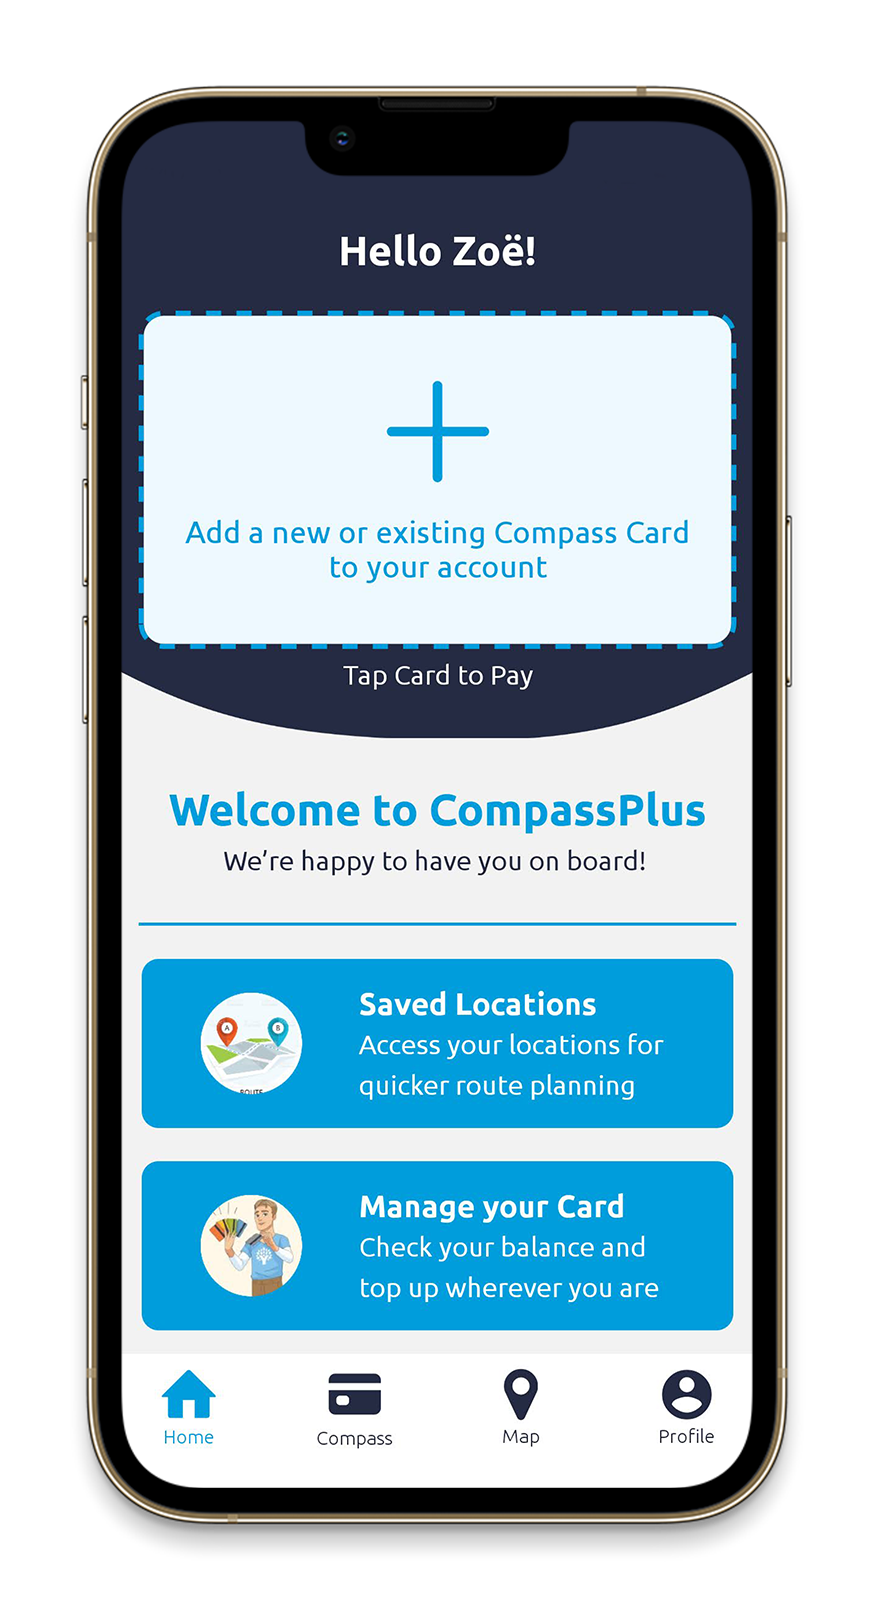 Hello Zoë!
Add a new or existing Compass Card
to your account
Tap Card to Pay
Welcome to CompassPlus
We’re happy to have you on board!
A
B
ROUTE
Saved Locations
Access your locations for
quicker route planning
Manage your Card
Check your balance and
top up wherever you are
Home
Compass
Map
Profile